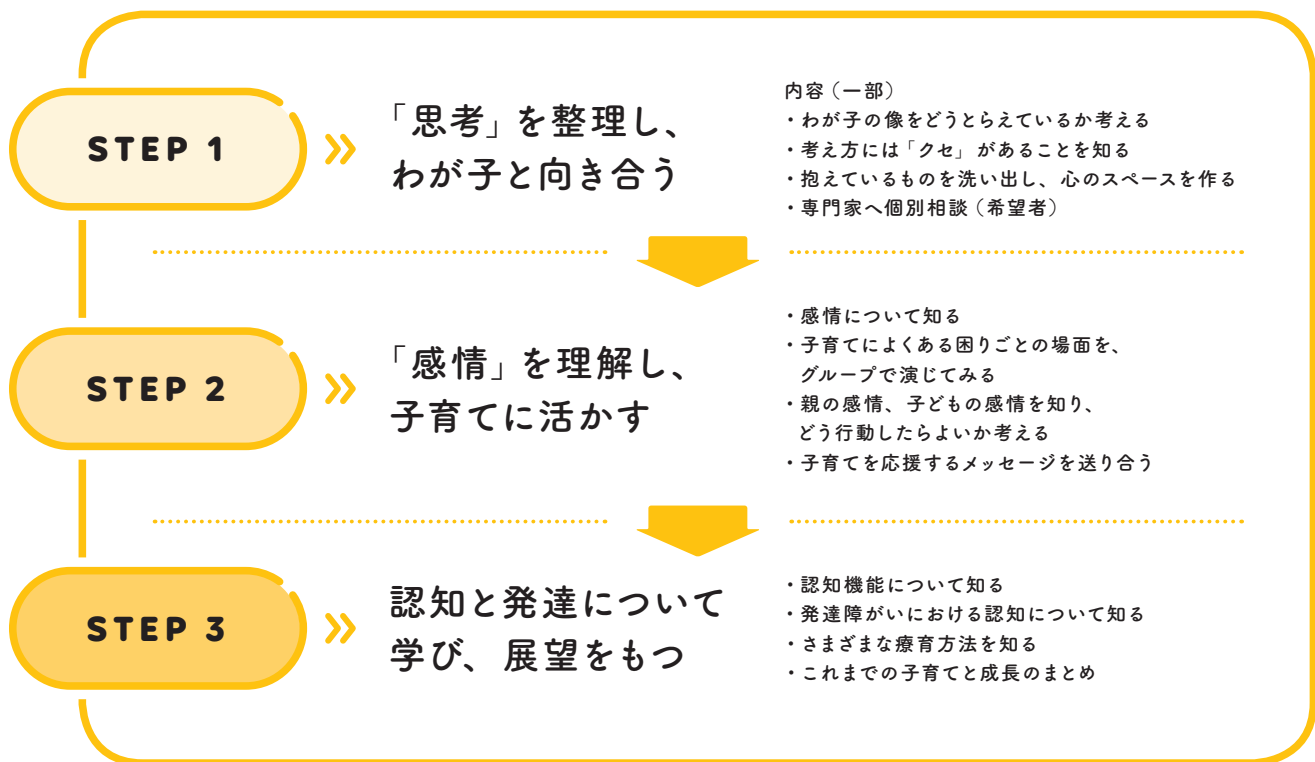 STEP 1
「思考」を整理し、
わが子と向き合う
内容（一部）
・わが子の像をどうとらえているか考える
・考え方には「クセ」があることを知る
・抱えているものを洗い出し、心のスペースを作る
・専門家へ個別相談（希望者）
STEP 2
「感情」を理解し、
子育てに活かす
・感情について知る
・子育てによくある困りごとの場面を、
グループで演じてみる
・親の感情、子どもの感情を知り、
どう行動したらよいか考える
・子育てを応援するメッセージを送り合う
STEP 3
認知と発達について
学び、展望をもつ
・認知機能について知る
・発達障がいにおける認知について知る
・さまざまな療育方法を知る
・これまでの子育てと成長のまとめ